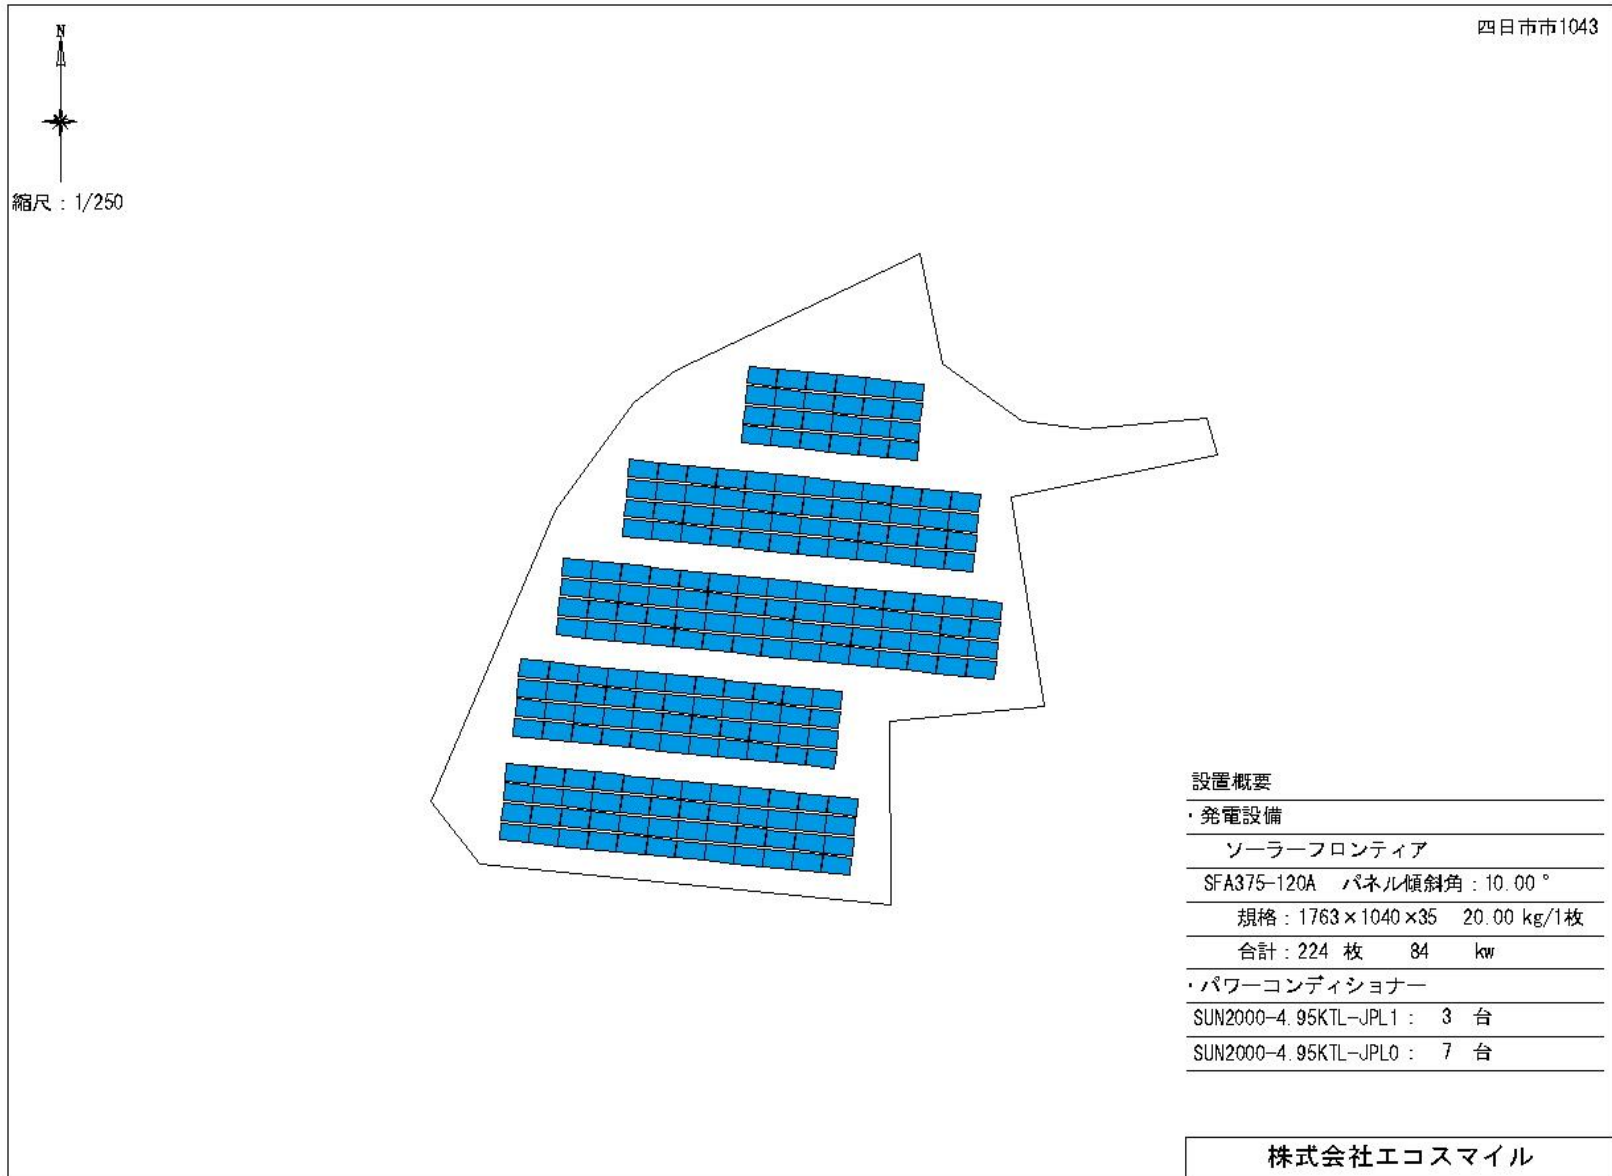 四日市市1043
N
縮尺：1/250
設置概要
・発電設備
ソーラーフロンティア
SFA375-120A　パネル傾斜角：10.00°
規格：1763×1040×35　20.00 kg/1枚
合計：224 枚　84　kw
・パワーコンディショナー
SUN2000-4.95KTL-JPL1：　3　台
SUN2000-4.95KTL-JPL0：　7　台
株式会社エコスマイル